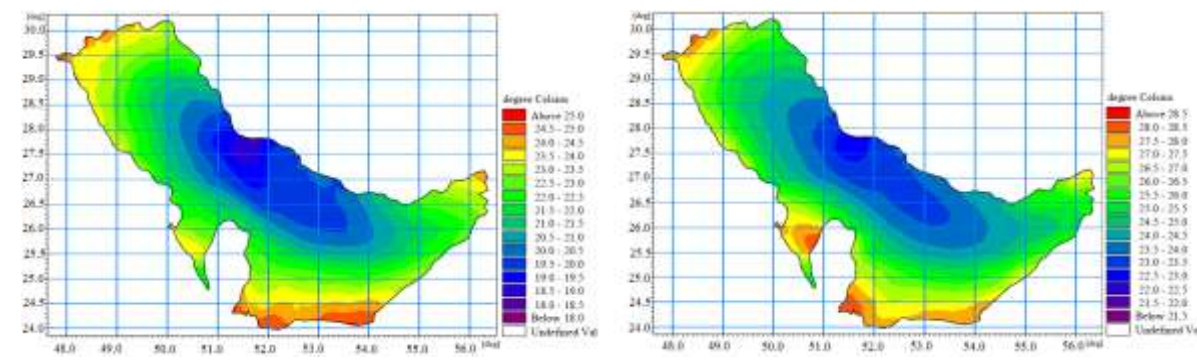 [deg]
30.0
29.5
29.0
28.5
28.0
27.5
27.0
26.5
26.0
25.5
25.0
24.5
24.0
48.0 49.0 50.0 51.0 52.0 53.0 54.0 55.0 56.0 [deg]
degree Celsius
Above 25.0
24.5 - 25.0
24.0 - 24.5
23.5 - 24.0
23.0 - 23.5
22.5 - 23.0
22.0 - 22.5
21.5 - 22.0
21.0 - 21.5
20.5 - 21.0
20.0 - 20.5
19.5 - 20.0
19.0 - 19.5
18.5 - 19.0
18.0 - 18.5
Below 18.0
Undefined Val
[deg]
30.0
29.5
29.0
28.5
28.0
27.5
27.0
26.5
26.0
25.5
25.0
24.5
24.0
48.0 49.0 50.0 51.0 52.0 53.0 54.0 55.0 56.0 [deg]
degree Celsius
Above 28.5
28.0 - 28.5
27.5 - 28.0
27.0 - 27.5
26.5 - 27.0
26.0 - 26.5
25.5 - 26.0
25.0 - 25.5
24.5 - 25.0
24.0 - 24.5
23.5 - 24.0
23.0 - 23.5
22.5 - 23.0
22.0 - 22.5
21.5 - 22.0
Below 21.5
Undefined Va